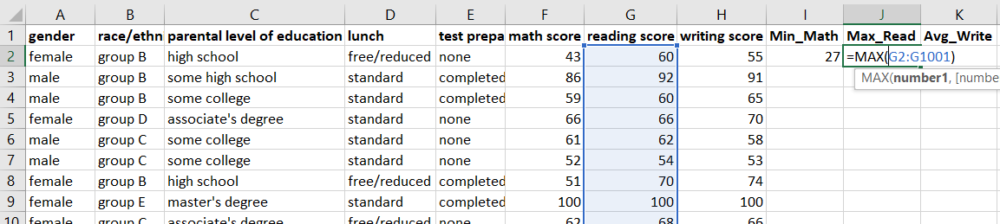 A B C D E F G H I J K
1 gender race/ethn parental level of education lunch test prepa math score reading score writing score Min_Math Max_Read Avg_Write
2 female group B high school free/reduced none 43 60 55 27 =MAX(G2:G1001)
3 male group B some high school standard completed 86 92 91 MAX(number1, [numbe
4 male group B some college standard completed 59 60 65
5 female group D associate's degree standard none 66 66 70
6 male group C some college standard none 61 62 58
7 male group C some college standard none 52 54 53
8 female group B high school free/reduced completed 51 70 74
9 female group E master's degree standard completed 100 100 100
10 female group C associate's degree free/reduced none 62 68 66